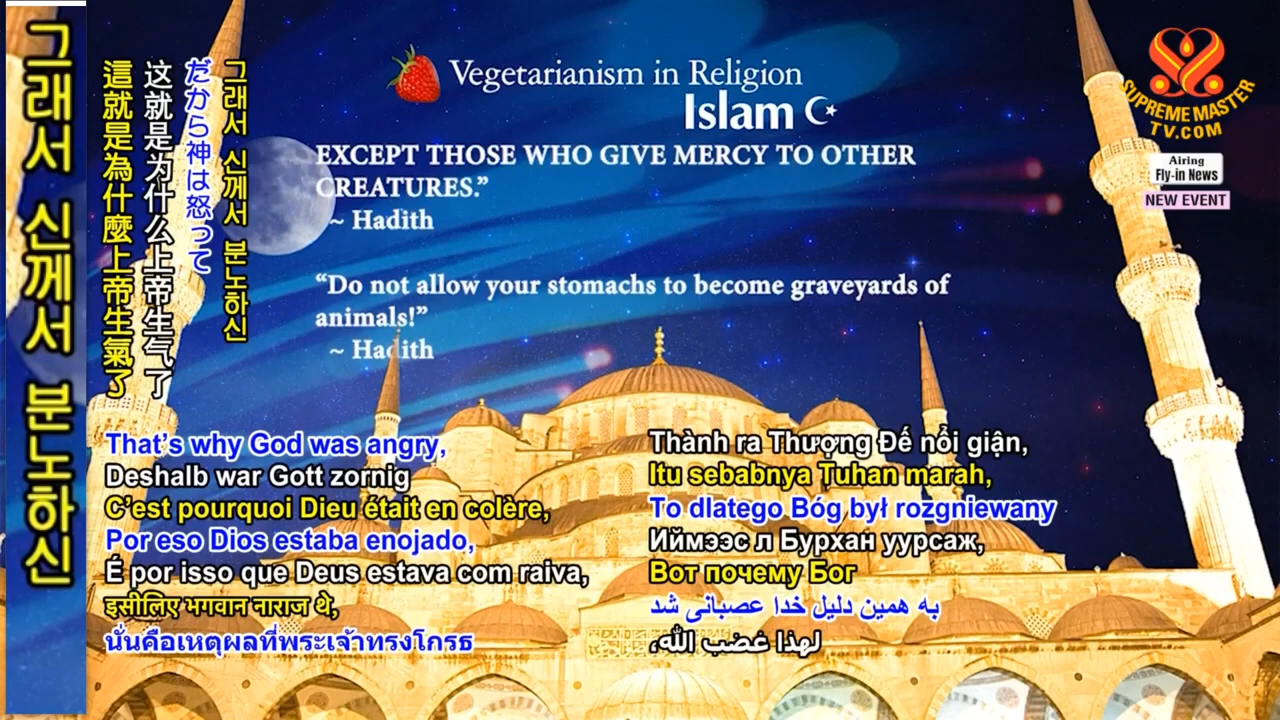 그래서 신께서 분노하신
그래서 신께서 분노하신
だから神は怒って
这就是为什么上帝生气了
這就是為什麼上帝生氣了
Vegetarianism in Religion
Islam
EXCEPT THOSE WHO GIVE MERCY TO OTHER
CREATURES.”
~ Hadith
“Do not allow your stomachs to become graveyards of
animals!”
~ Hadith
SUPREME MASTER
TV.COM
Airing
Fly-in News
NEW EVENT
That’s why God was angry,
Deshalb war Gott zornig
C’est pourquoi Dieu était en colère,
Por eso Dios estaba enojado,
É por isso que Deus estava com raiva,
इसीलिए भगवान नाराज थे,
นั่นคือเหตุผลที่พระเจ้าทรงโกรธ
Thành ra Thượng Đế nổi giận,
Itu sebabnya Tuhan marah,
To dlatego Bóg był rozgniewany
Иймээс л Бурхан уурсаж,
Вот почему Бог
به همین دلیل خدا عصبانی شد
لهذا غضب الله،